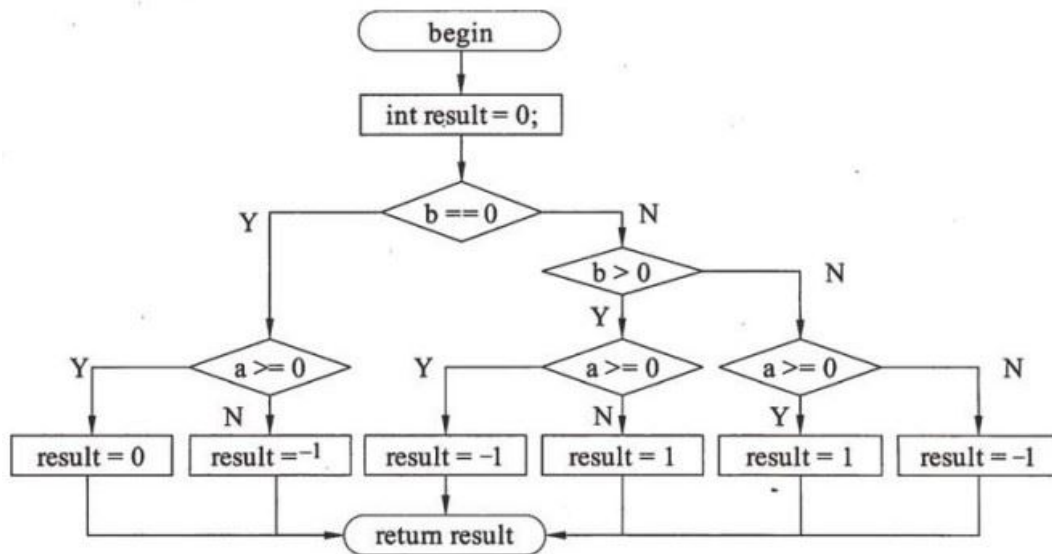 begin
int result = 0;
b == 0
Y
N
b > 0
N
Y
a >= 0
Y
N
a >= 0
Y
N
a >= 0
N
Y
result = 0
result =-1
result = -1
result = 1
result = 1
result = -1
return result